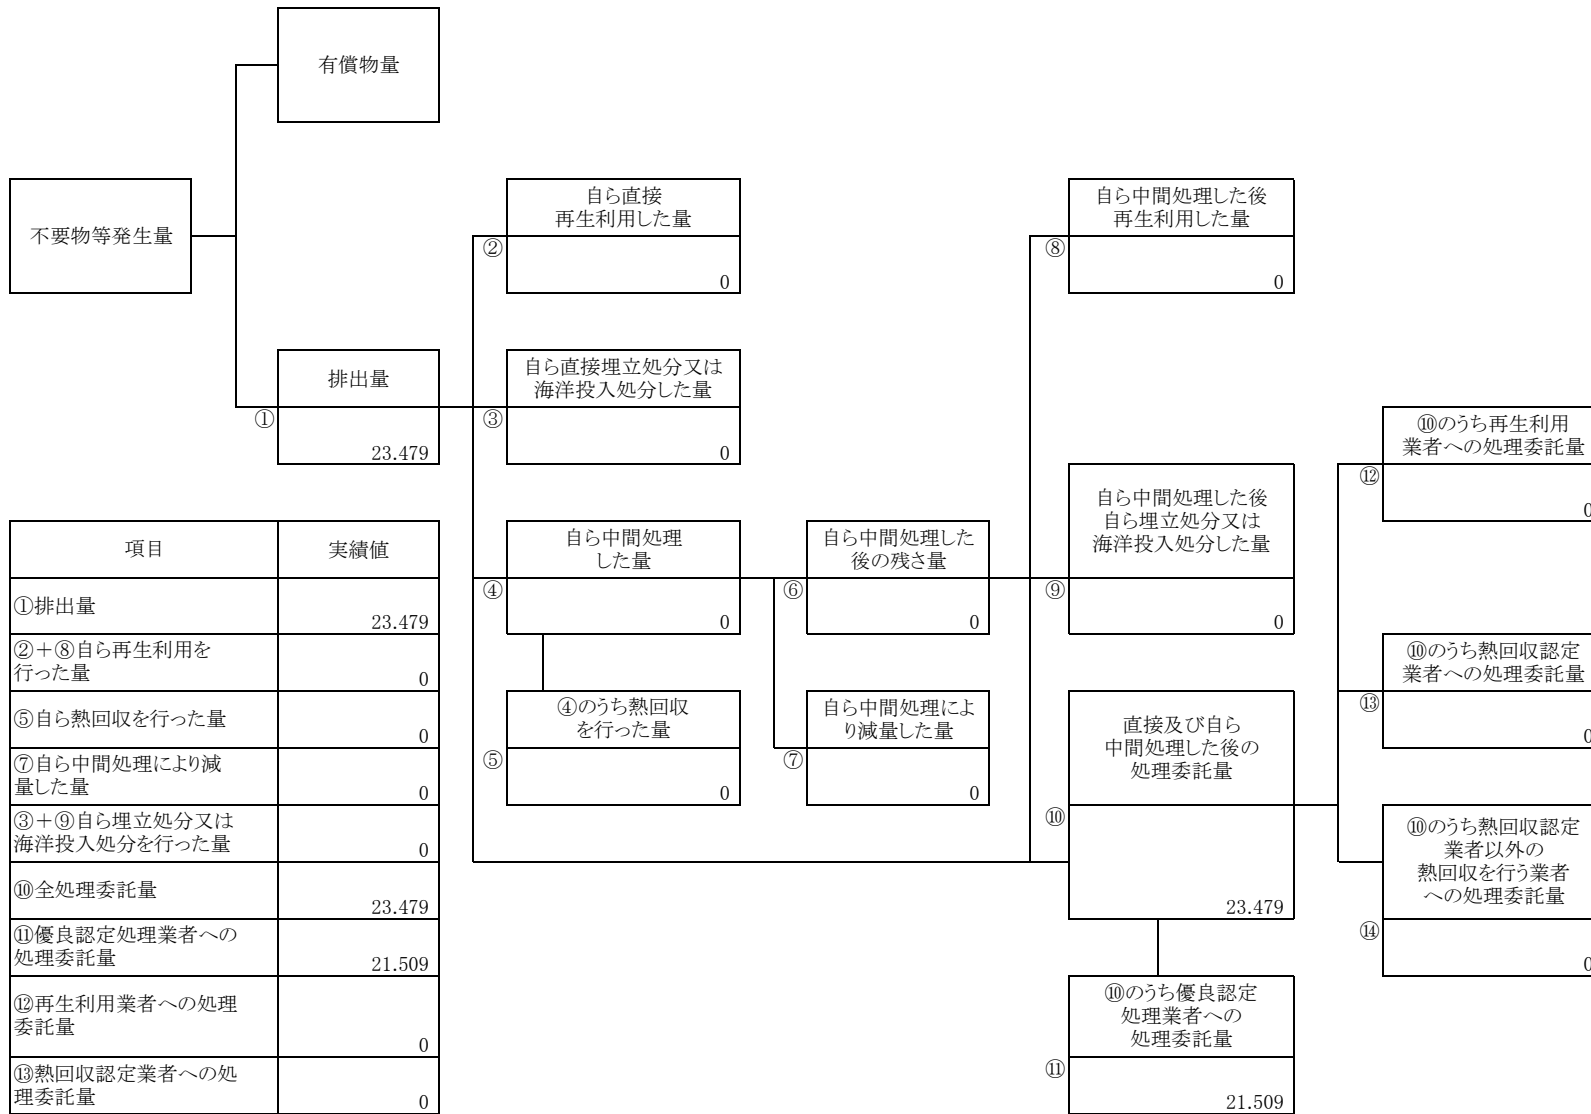 有償物量
不要物等発生量
排出量
①
23.479
自ら直接
再生利用した量
②
0
自ら直接埋立処分又は
海洋投入処分した量
③
0
自ら中間処理
した量
④
0
④のうち熱回収
を行った量
⑤
0
自ら中間処理した
後の残さ量
⑥
0
自ら中間処理によ
り減量した量
⑦
0
自ら中間処理した後
再生利用した量
⑧
0
自ら中間処理した後
自ら埋立処分又は
海洋投入処分した量
⑨
0
直接及び自ら
中間処理した後の
処理委託量
⑩
23.479
⑩のうち優良認定
処理業者への
処理委託量
⑪
21.509
⑩のうち再生利用
業者への処理委託量
⑫
0
⑩のうち熱回収認定
業者への処理委託量
⑬
0
⑩のうち熱回収認定
業者以外の
熱回収を行う業者
への処理委託量
⑭
0
項目 実績値
①排出量 23.479
②+⑧自ら再生利用を
行った量 0
⑤自ら熱回収を行った量 0
⑦自ら中間処理により減
量した量 0
③+⑨自ら埋立処分又は
海洋投入処分を行った量 0
⑩全処理委託量 23.479
⑪優良認定処理業者への
処理委託量 21.509
⑫再生利用業者への処理
委託量 0
⑬熱回収認定業者への処
理委託量 0